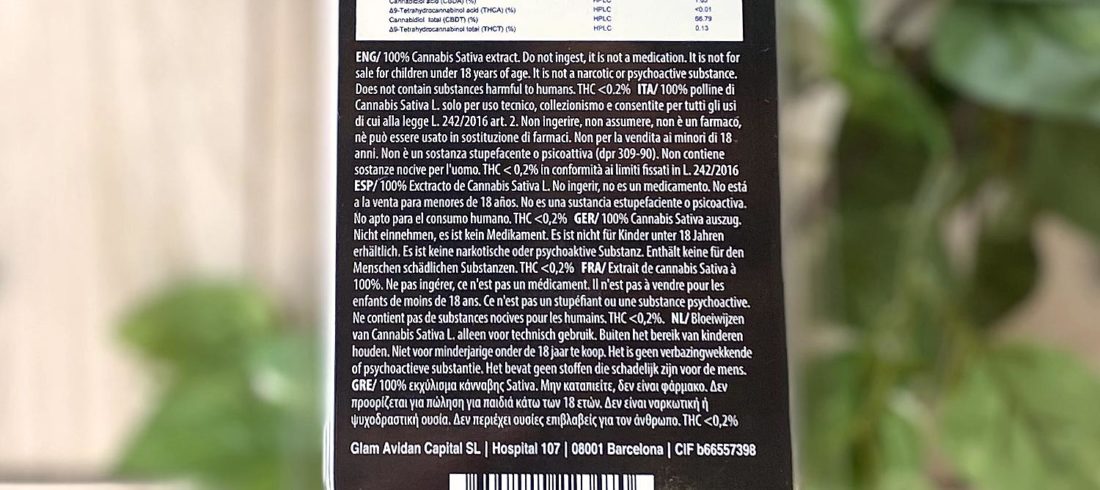 Cannabidiol acid (CBDA) (%) HPLC
Δ9-Tetrahydrocannabinol acid (THCA) (%) HPLC <0.01
Cannabidiol total (CBDT) (%) HPLC 66.79
Δ9-Tetrahydrocannabinol total (THCT) (%) HPLC 0.13
ENG/ 100% Cannabis Sativa extract. Do not ingest, it is not a medication. It is not for
sale for children under 18 years of age. It is not a narcotic or psychoactive substance.
Does not contain substances harmful to humans. THC <0.2% ITA/ 100% polline di
Cannabis Sativa L. solo per uso tecnico, collezionismo e consentite per tutti gli usi
di cui alla legge L. 242/2016 art. 2. Non Ingerire, non assumere, non è un farmaco,
nè può essere usato in sostituzione di farmaci. Non per la vendita ai minori di 18
anni. Non è un sostanza stupefacente o psicoattiva (dpr 309-90). Non contiene
sostanze nocive per l'uomo. THC < 0,2% in conformità ai limiti fissati in L. 242/2016
ESP/ 100% Exctracto de Cannabis Sativa L. No ingerir, no es un medicamento. No está
a la venta para menores de 18 años. No es una sustancia estupefaciente o psicoactiva.
No apto para el consumo humano. THC <0,2% GER/ 100% Cannabis Sativa auszug.
Nicht einnehmen, es ist kein Medikament. Es ist nicht für Kinder unter 18 Jahren
erhältlich. Es ist keine narkotische oder psychoaktive Substanz. Enthält keine für den
Menschen schädlichen Substanzen. THC <0,2% FRA/ Extrait de cannabis Sativa à
100%. Ne pas ingérer, ce n'est pas un médicament. Il n'est pas à vendre pour les
enfants de moins de 18 ans. Ce n'est pas un stupéfiant ou une substance psychoactive.
Ne contient pas de substances nocives pour les humains. THC <0,2%. NL/ Bloeiwijzen
van Cannabis Sativa L. alleen voor technisch gebruik. Buiten het bereik van kinderen
houden. Niet voor minderjarige onder de 18 jaar te koop. Het is geen verbazingwekkende
of psychoactieve substantie. Het bevat geen stoffen die schadelijk zijn voor de mens.
GRE/ 100% εκχύλισμα κάνναβης Sativa. Μην καταπιείτε, δεν είναι φάρμακο. Δεν
προορίζεται για πώληση για παιδιά κάτω των 18 ετών. Δεν είναι ναρκωτική ή
ψυχοδραστική ουσία. Δεν περιέχει ουσίες επιβλαβείς για τον άνθρωπο. THC <0,2%
Glam Avidan Capital SL | Hospital 107 | 08001 Barcelona | CIF b66557398